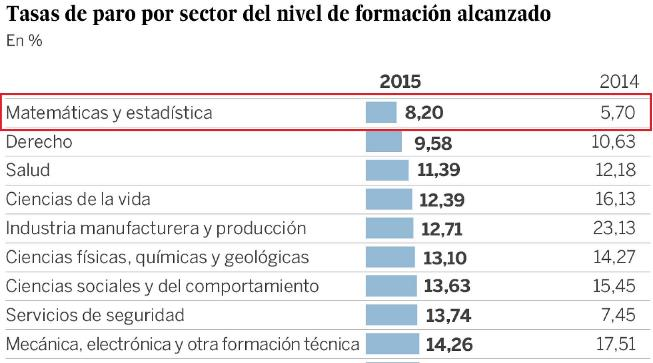 Tasas de paro por sector del nivel de formación alcanzado
En %
2015 2014
Matemáticas y estadística 8,20 5,70
Derecho 9,58 10,63
Salud 11,39 12,18
Ciencias de la vida 12,39 16,13
Industria manufacturera y producción 12,71 23,13
Ciencias físicas, químicas y geológicas 13,10 14,27
Ciencias sociales y del comportamiento 13,63 15,45
Servicios de seguridad 13,74 7,45
Mecánica, electrónica y otra formación técnica 14,26 17,51